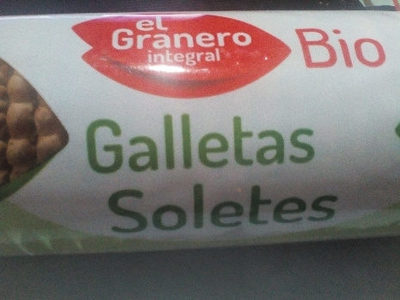 el
Granero
integral
Bio
Galletas
Soletes